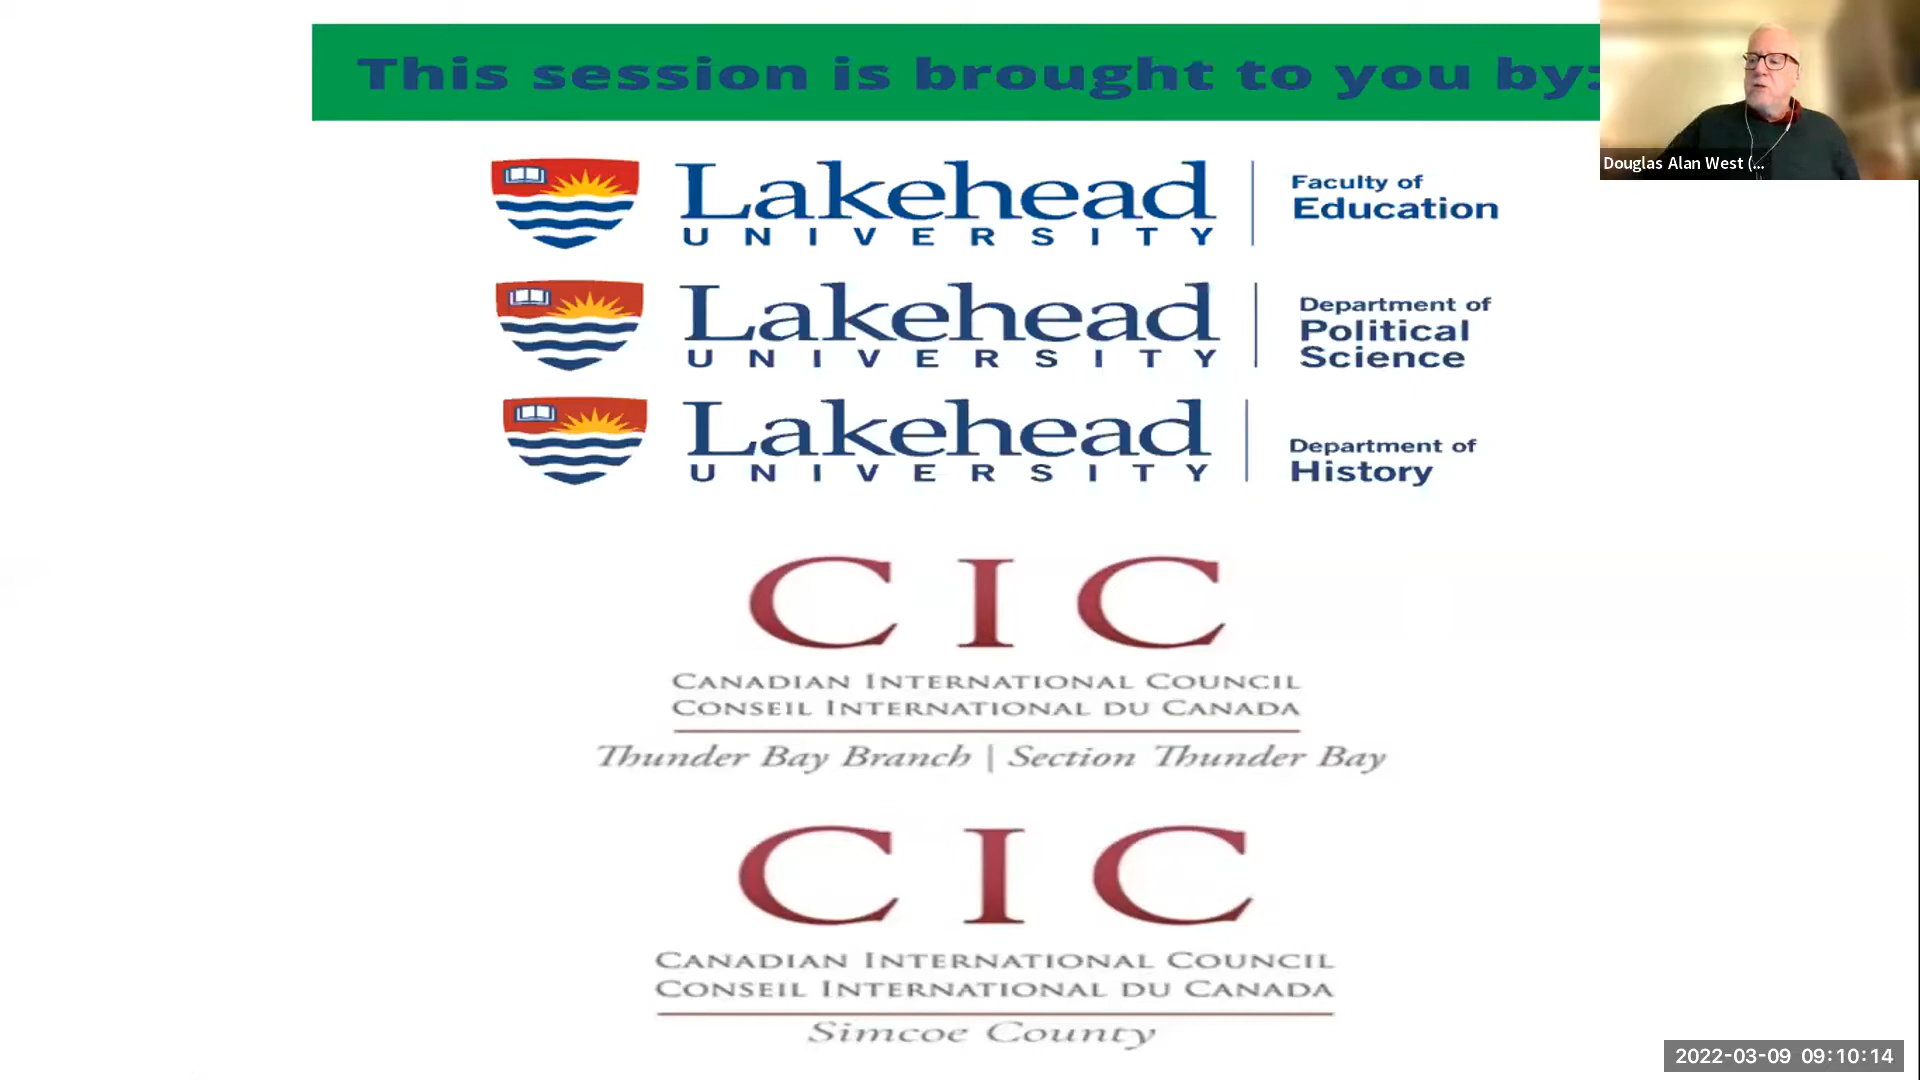 This session is brought to you by:
Douglas Alan West (...
Lakehead
UNIVERSITY
Faculty of
Education
Lakehead
UNIVERSITY
Department of
Political
Science
Lakehead
UNIVERSITY
Department of
History
CIC
CANADIAN INTERNATIONAL COUNCIL
CONSEIL INTERNATIONAL DU CANADA
Thunder Bay Branch | Section Thunder Bay
CIC
CANADIAN INTERNATIONAL COUNCIL
CONSEIL INTERNATIONAL DU CANADA
Simcoe County
2022-03-09 09:10:14